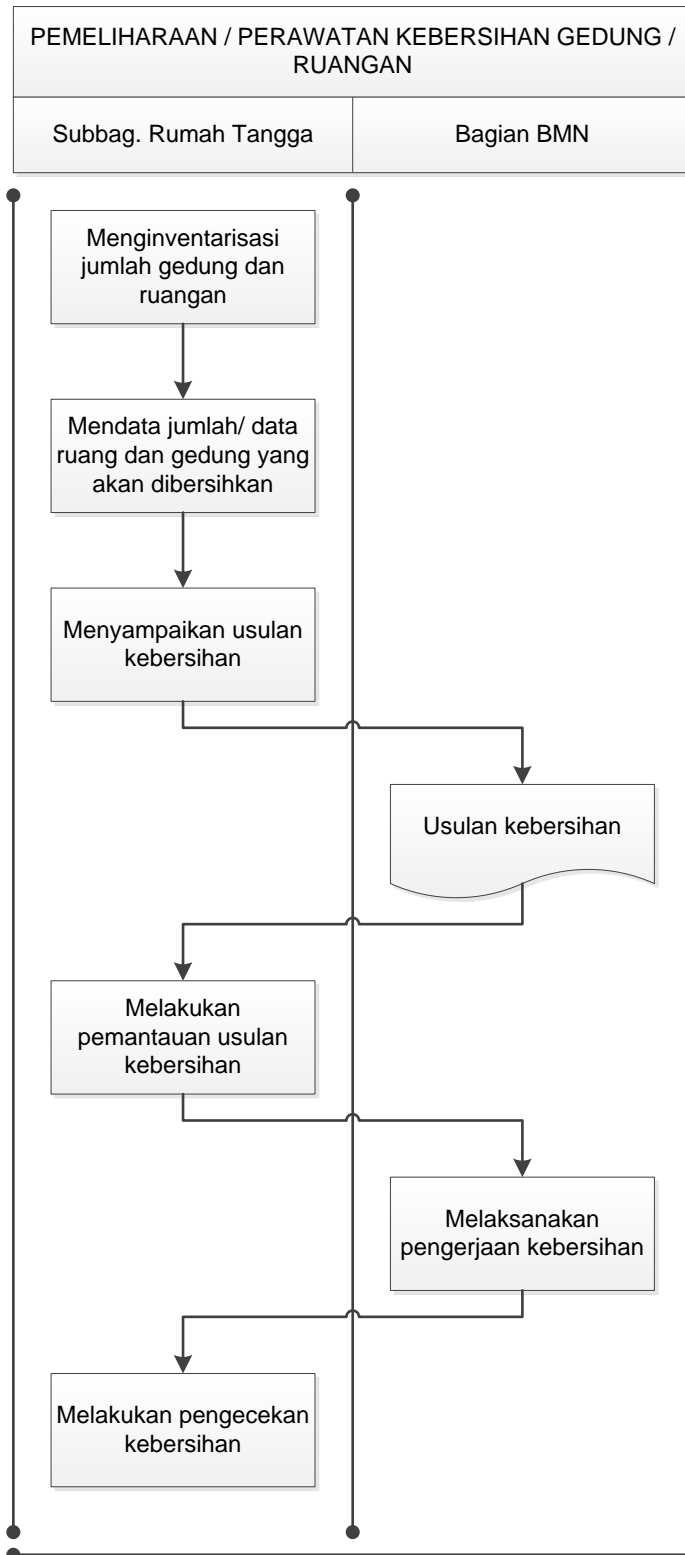 PEMELIHARAAN / PERAWATAN KEBERSIHAN GEDUNG /
RUANGAN
Subbag. Rumah Tangga
Bagian BMN
Menginventarisasi
jumlah gedung dan
ruangan
Mendata jumlah/ data
ruang dan gedung yang
akan dibersihkan
Menyampaikan usulan
kebersihan
Usulan kebersihan
Melakukan
pemantauan usulan
kebersihan
Melaksanakan
pengerjaan kebersihan
Melakukan pengecekan
kebersihan